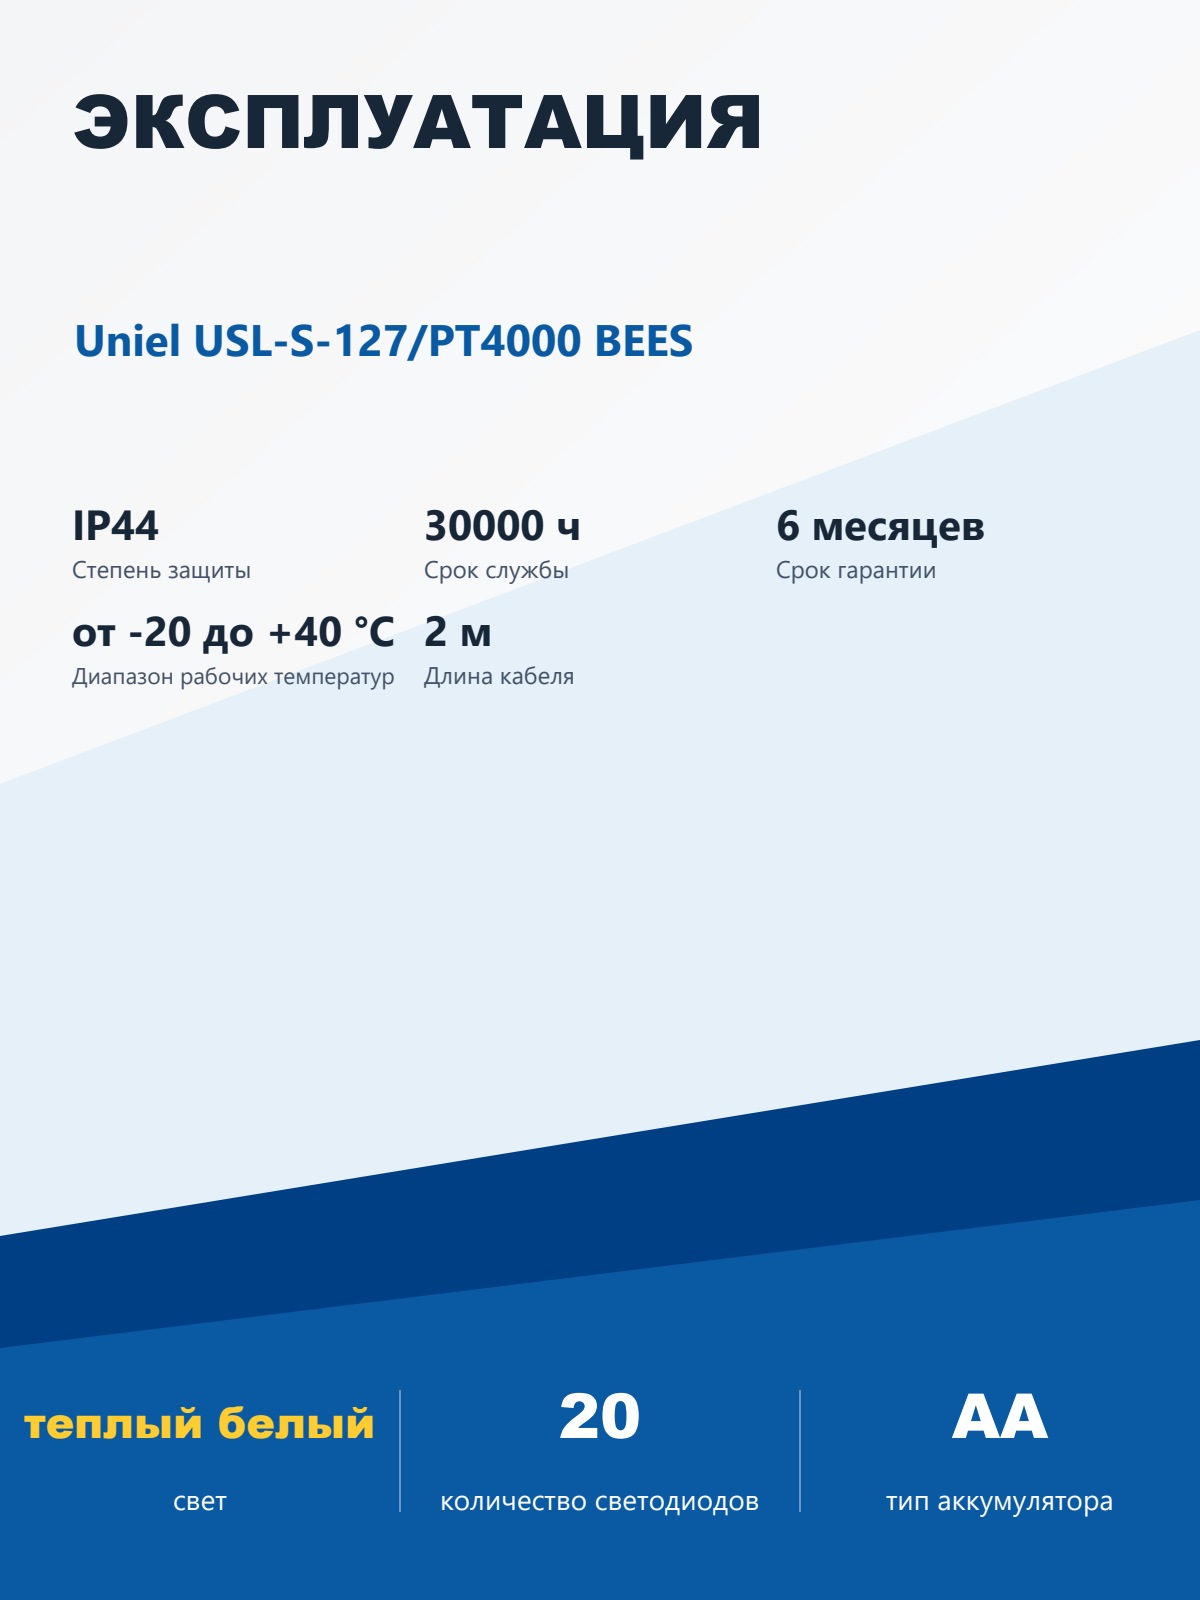 ЭКСПЛУАТАЦИЯ
Uniel USL-S-127/PT4000 BEES
IP44
Степень защиты
30000 ч
Срок службы
6 месяцев
Срок гарантии
от -20 до +40 °C
Диапазон рабочих температур
2 м
Длина кабеля
теплый белый
свет
20
количество светодиодов
AA
тип аккумулятора